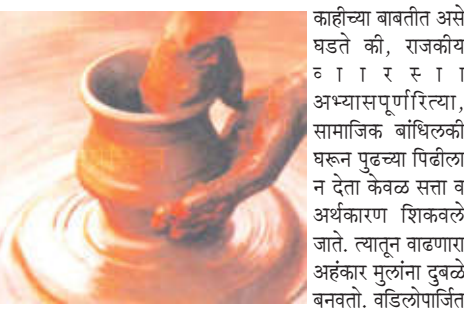 काहीच्या बाबतीत असे
घडते की, राजकीय
वारसा
अभ्यासपूर्णरित्या,
सामाजिक बांधिलकी
घरून पुढच्या पिढीला
न देता केवळ सत्ता व
अर्थकारण शिकवले
जाते. त्यातून वाढणारा
अहंकार मुलांना दुबळे
बनवतो. वडिलोपार्जित